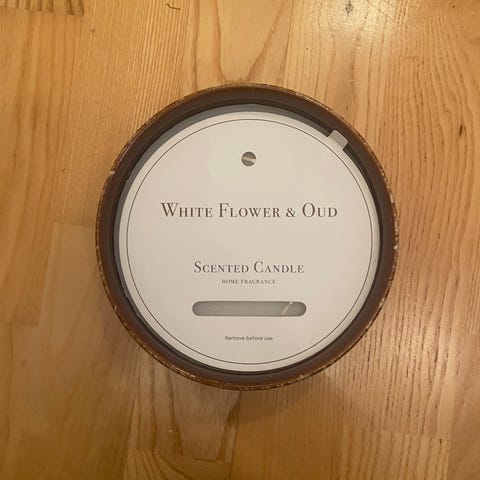 White Flower & Oud
Scented Candle
HOME FRAGRANCE
Remove before use